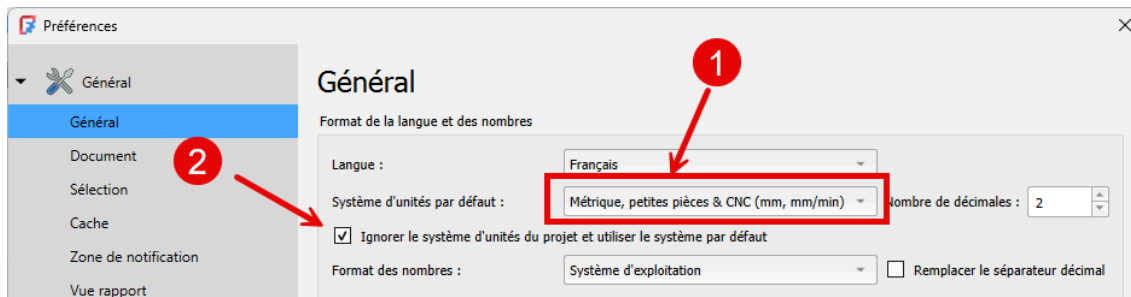 Préférences
Général
Général
Document
Sélection
Cache
Zone de notification
Vue rapport
1
2
Général
Format de la langue et des nombres
Langue : Français
Système d'unités par défaut : Métrique, petites pièces & CNC (mm, mm/min) Nombre de décimales : 2
Ignorer le système d'unités du projet et utiliser le système par défaut
Format des nombres : Système d'exploitation Remplacer le séparateur décimal